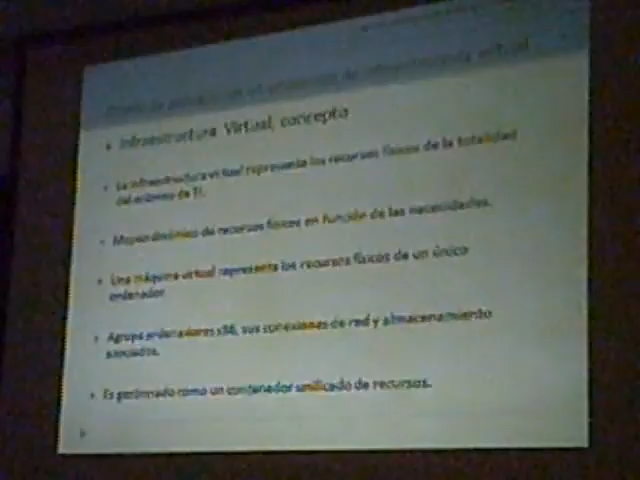 Infraestructura Virtual, concepto
La infraestructura virtual representa los recursos físicos de la totalidad
del entorno de TI.
Mapeo dinámico de recursos físicos en función de las necesidades.
Una máquina virtual representa los recursos físicos de un único
ordenador
Agrupa ordenadores x86, sus conexiones de red y almacenamiento
asociados.
Es gestionado como un contenedor unificado de recursos.